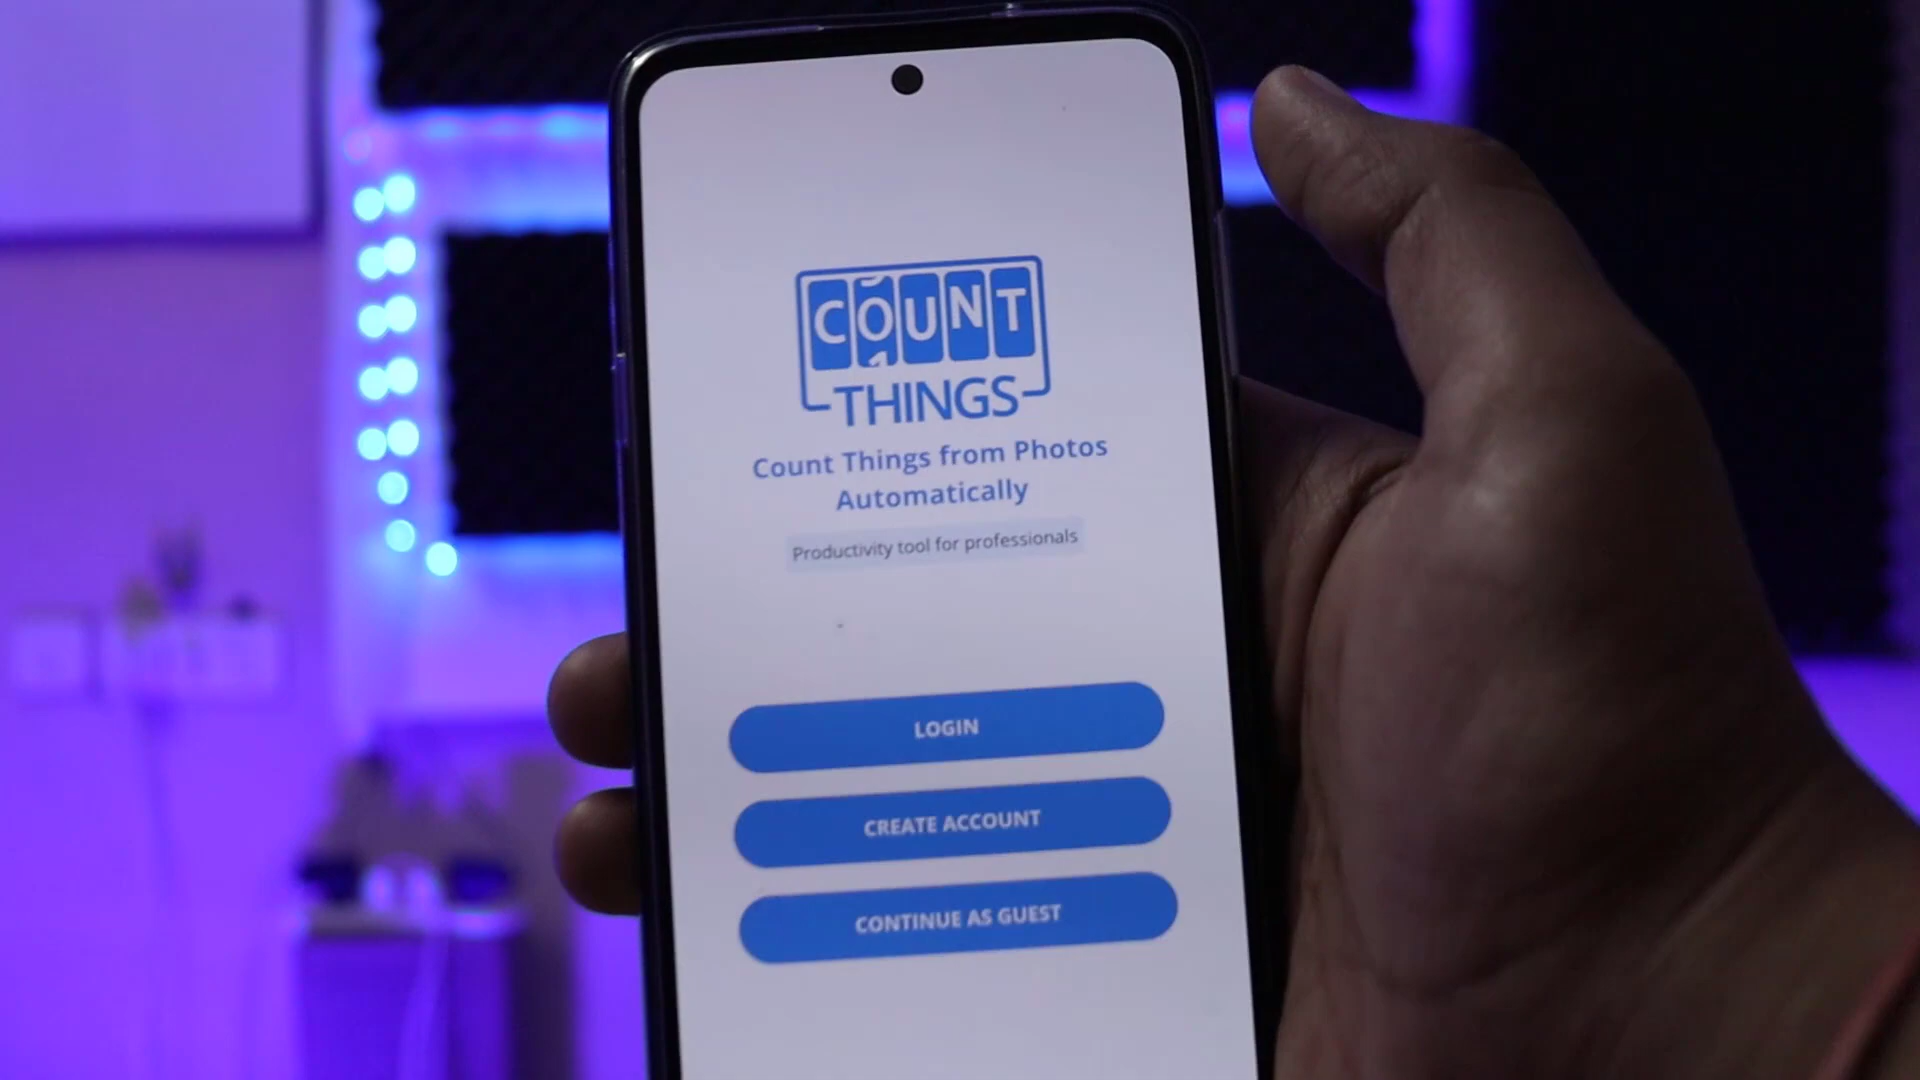 COUNT
THINGS
Count Things from Photos
Automatically
Productivity tool for professionals
LOGIN
CREATE ACCOUNT
CONTINUE AS GUEST